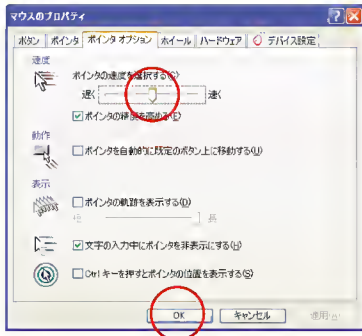 マウスのプロパティ
ボタン ポインタ ポインタ オプション ホイール ハードウェア デバイス設定
速度
ポインタの速度を選択する(C)
遅く 速く
ポインタの精度を高める(E)
動作
ポインタを自動的に既定のボタン上に移動する(U)
表示
ポインタの軌跡を表示する(D)
短 長
文字の入力中にポインタを非表示にする(H)
Ctrl キーを押すとポインタの位置を表示する(S)
OK キャンセル 適用(A)